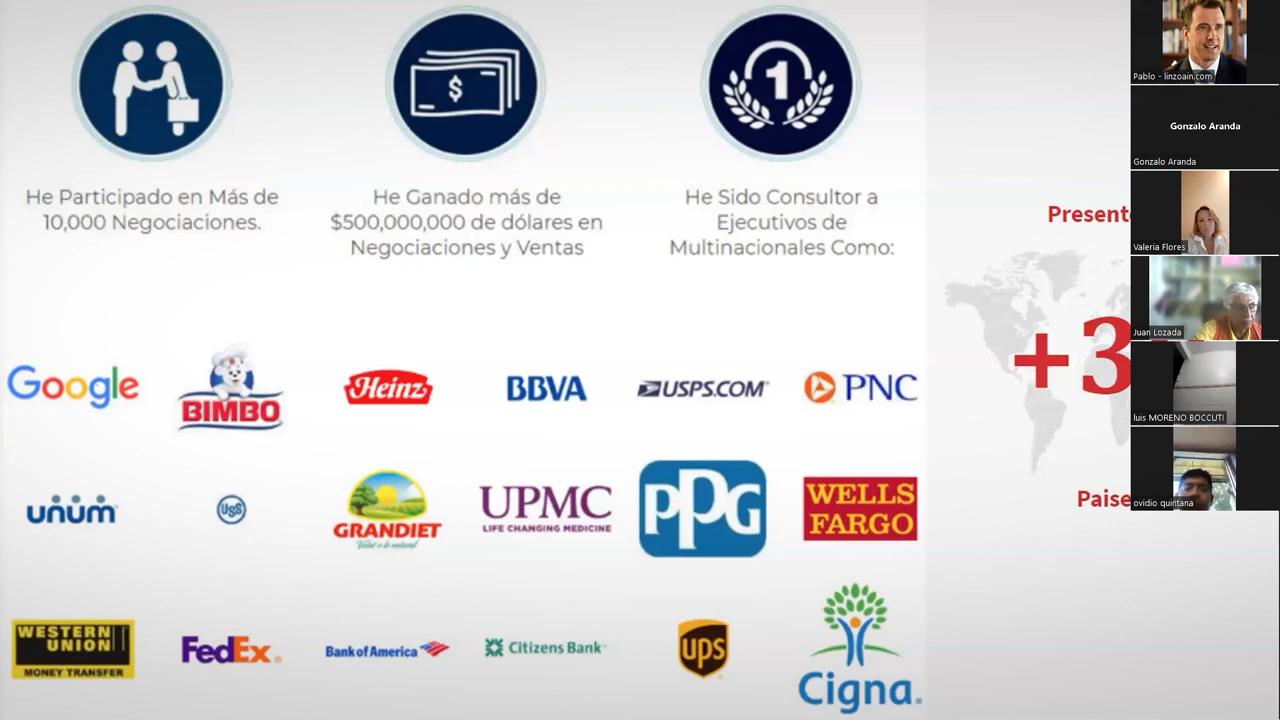 He Participado en Más de
10,000 Negociaciones.
$
He Ganado más de
$500,000,000 de dólares en
Negociaciones y Ventas
1
He Sido Consultor a
Ejecutivos de
Multinacionales Como:
Google
BIMBO
Heinz
BBVA
USPS.COM®
PNC
unum
USS
GRANDIET
UPMC
LIFE CHANGING MEDICINE
PPG
WELLS
FARGO
WESTERN
UNION
MONEY TRANSFER
FedEx®
Bank of America
Citizens Bank
ups
Cigna®
+3
Pablo - linzoain.com
Gonzalo Aranda
Gonzalo Aranda
Valeria Flores
Juan Lozada
luis MORENO BOCCUTI
ovidio quintana